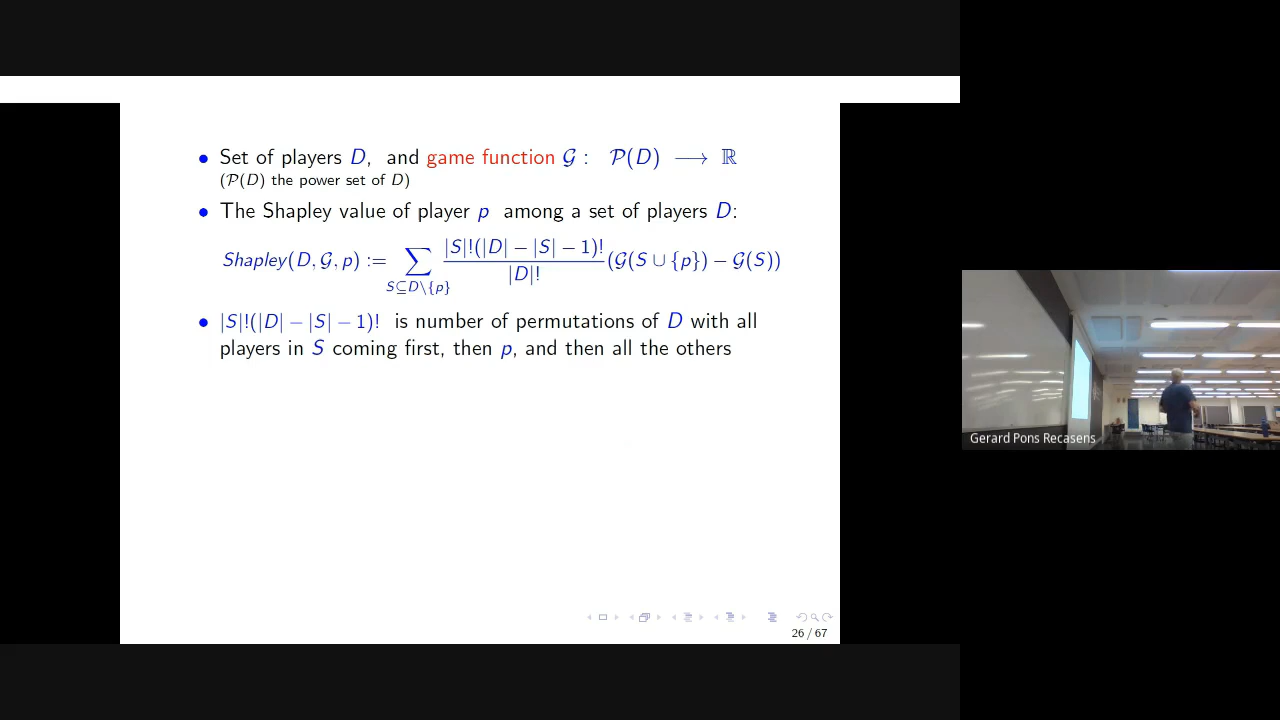 • Set of players D, and game function 𝒢 : 𝒫(D) ⟶ ℝ
(𝒫(D) the power set of D)
• The Shapley value of player p among a set of players D:
Shapley(D, 𝒢, p) := ∑_{S⊆D\{p}} |S|!(|D| − |S| − 1)! / |D|! (𝒢(S ∪ {p}) − 𝒢(S))
• |S|!(|D| − |S| − 1)! is number of permutations of D with all
players in S coming first, then p, and then all the others
26 / 67
Gerard Pons Recasens